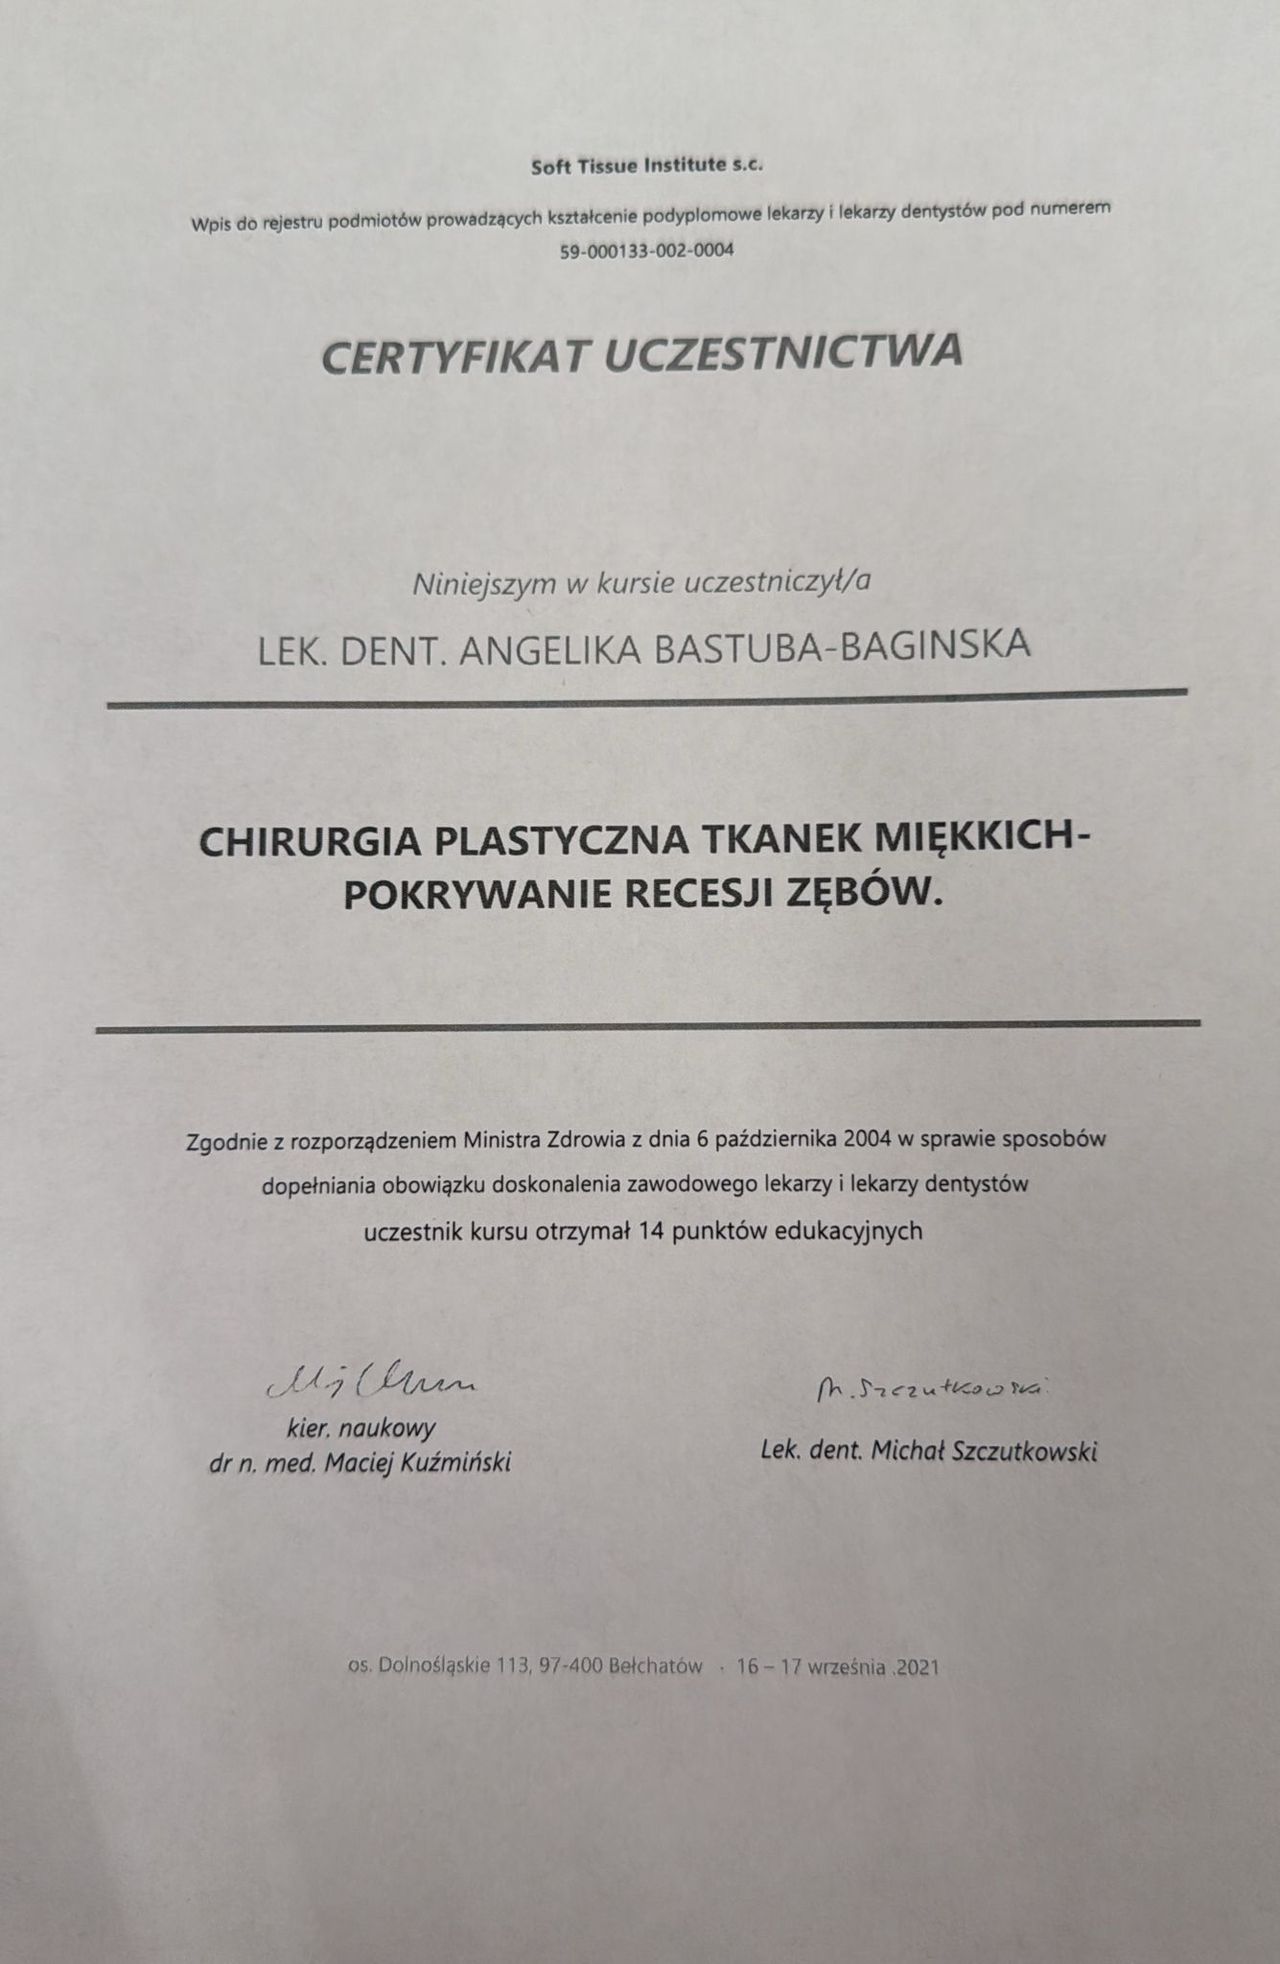 Soft Tissue Institute s.c.
Wpis do rejestru podmiotów prowadzących kształcenie podyplomowe lekarzy i lekarzy dentystów pod numerem
59-000133-002-0004
CERTYFIKAT UCZESTNICTWA
Niniejszym w kursie uczestniczył/a
LEK. DENT. ANGELIKA BASTUBA-BAGINSKA
CHIRURGIA PLASTYCZNA TKANEK MIĘKKICH-
POKRYWANIE RECESJI ZĘBÓW.
Zgodnie z rozporządzeniem Ministra Zdrowia z dnia 6 października 2004 w sprawie sposobów
dopełniania obowiązku doskonalenia zawodowego lekarzy i lekarzy dentystów
uczestnik kursu otrzymał 14 punktów edukacyjnych
M. Szczutkowski
kier. naukowy
dr n. med. Maciej Kuźmiński
Lek. dent. Michał Szczutkowski
os. Dolnośląskie 113, 97-400 Bełchatów · 16 – 17 września .2021